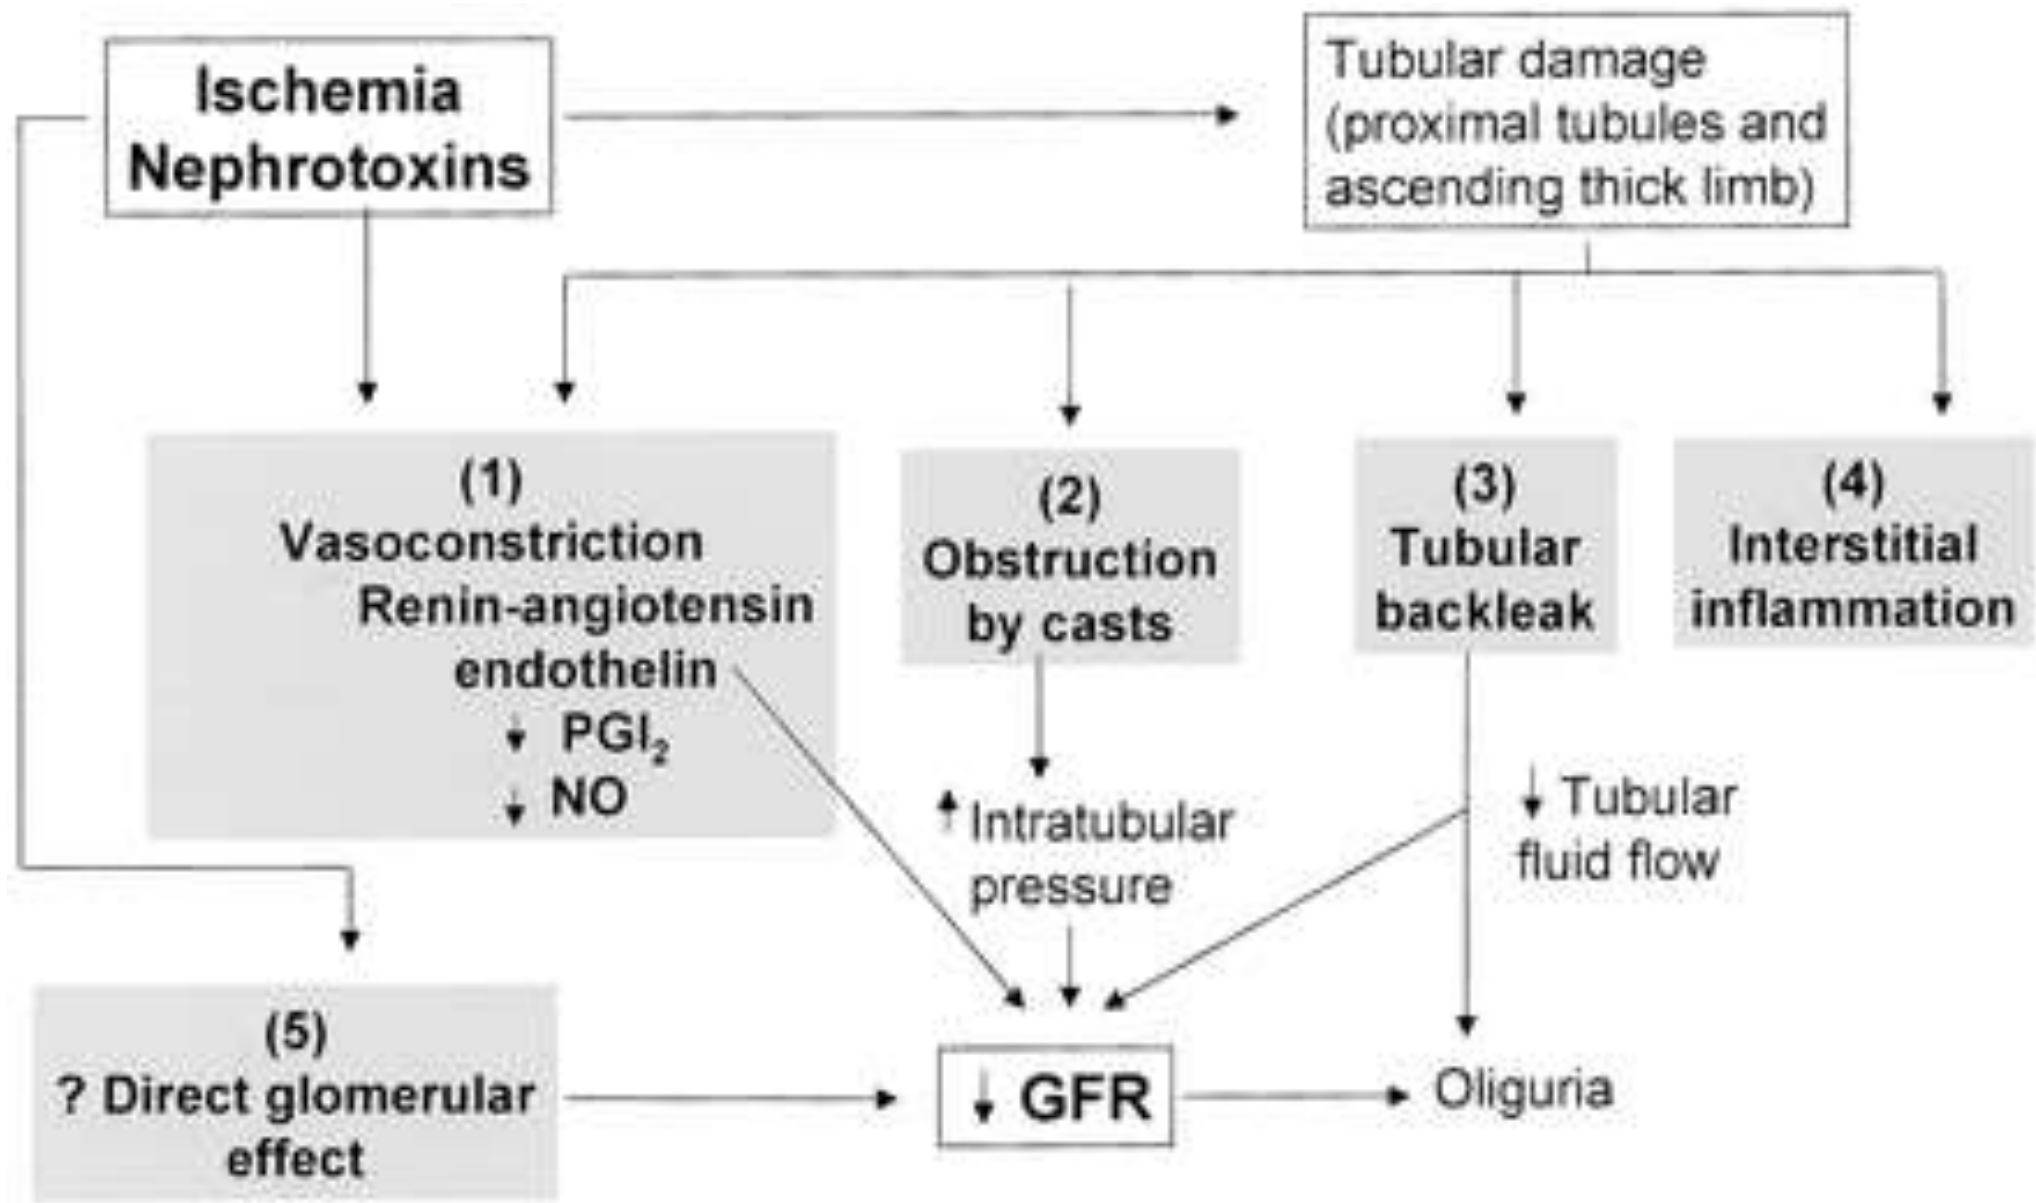 Ischemia
Nephrotoxins
Tubular damage
(proximal tubules and
ascending thick limb)
(1)
Vasoconstriction
Renin-angiotensin
endothelin
↓ PGI₂
↓ NO
(2)
Obstruction
by casts
(3)
Tubular
backleak
(4)
Interstitial
inflammation
↑ Intratubular
pressure
↓ Tubular
fluid flow
(5)
? Direct glomerular
effect
↓ GFR
Oliguria